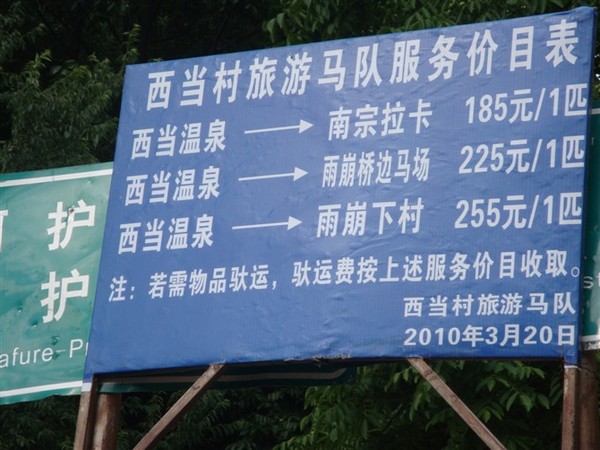 西当村旅游马队服务价目表
西当温泉 → 南宗拉卡 185元/1匹
西当温泉 → 雨崩桥边马场 225元/1匹
西当温泉 → 雨崩下村 255元/1匹
注：若需物品驮运，驮运费按上述服务价目收取。
西当村旅游马队
2010年3月20日
护
护
afure-P